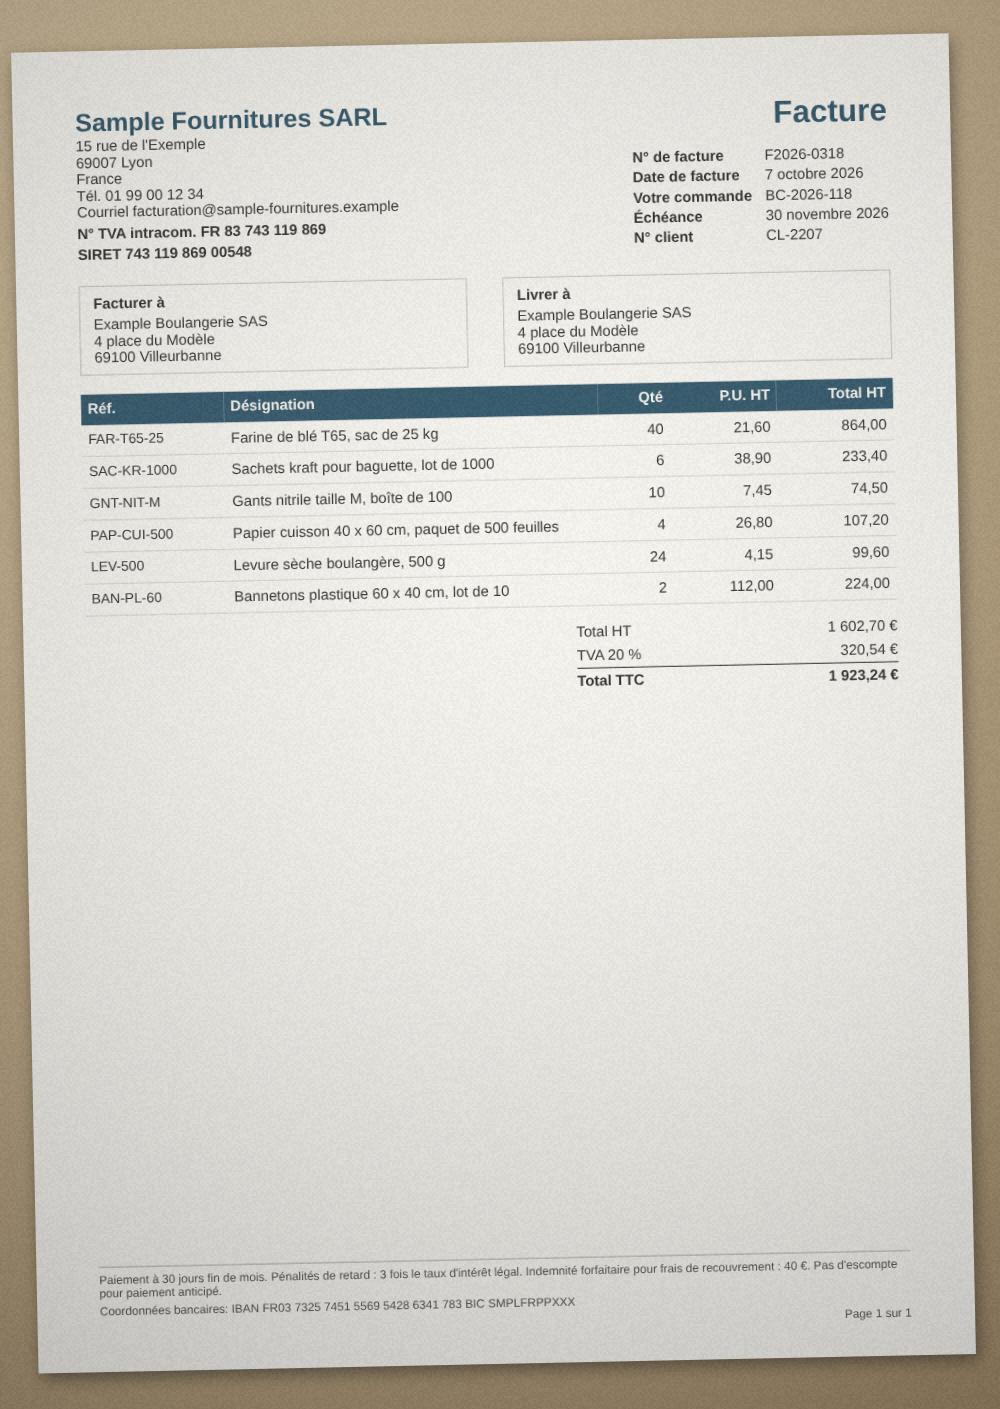 Sample Fournitures SARL
15 rue de l'Exemple
69007 Lyon
France
Tél. 01 99 00 12 34
Courriel facturation@sample-fournitures.example
N° TVA intracom. FR 83 743 119 869
SIRET 743 119 869 00548
Facture
N° de facture F2026-0318
Date de facture 7 octobre 2026
Votre commande BC-2026-118
Échéance 30 novembre 2026
N° client CL-2207
Facturer à
Example Boulangerie SAS
4 place du Modèle
69100 Villeurbanne
Livrer à
Example Boulangerie SAS
4 place du Modèle
69100 Villeurbanne
Réf. Désignation Qté P.U. HT Total HT
FAR-T65-25 Farine de blé T65, sac de 25 kg 40 21,60 864,00
SAC-KR-1000 Sachets kraft pour baguette, lot de 1000 6 38,90 233,40
GNT-NIT-M Gants nitrile taille M, boîte de 100 10 7,45 74,50
PAP-CUI-500 Papier cuisson 40 x 60 cm, paquet de 500 feuilles 4 26,80 107,20
LEV-500 Levure sèche boulangère, 500 g 24 4,15 99,60
BAN-PL-60 Bannetons plastique 60 x 40 cm, lot de 10 2 112,00 224,00
Total HT 1 602,70 €
TVA 20 % 320,54 €
Total TTC 1 923,24 €
Paiement à 30 jours fin de mois. Pénalités de retard : 3 fois le taux d'intérêt légal. Indemnité forfaitaire pour frais de recouvrement : 40 €. Pas d'escompte
pour paiement anticipé.
Coordonnées bancaires: IBAN FR03 7325 7451 5569 5428 6341 783 BIC SMPLFRPPXXX
Page 1 sur 1